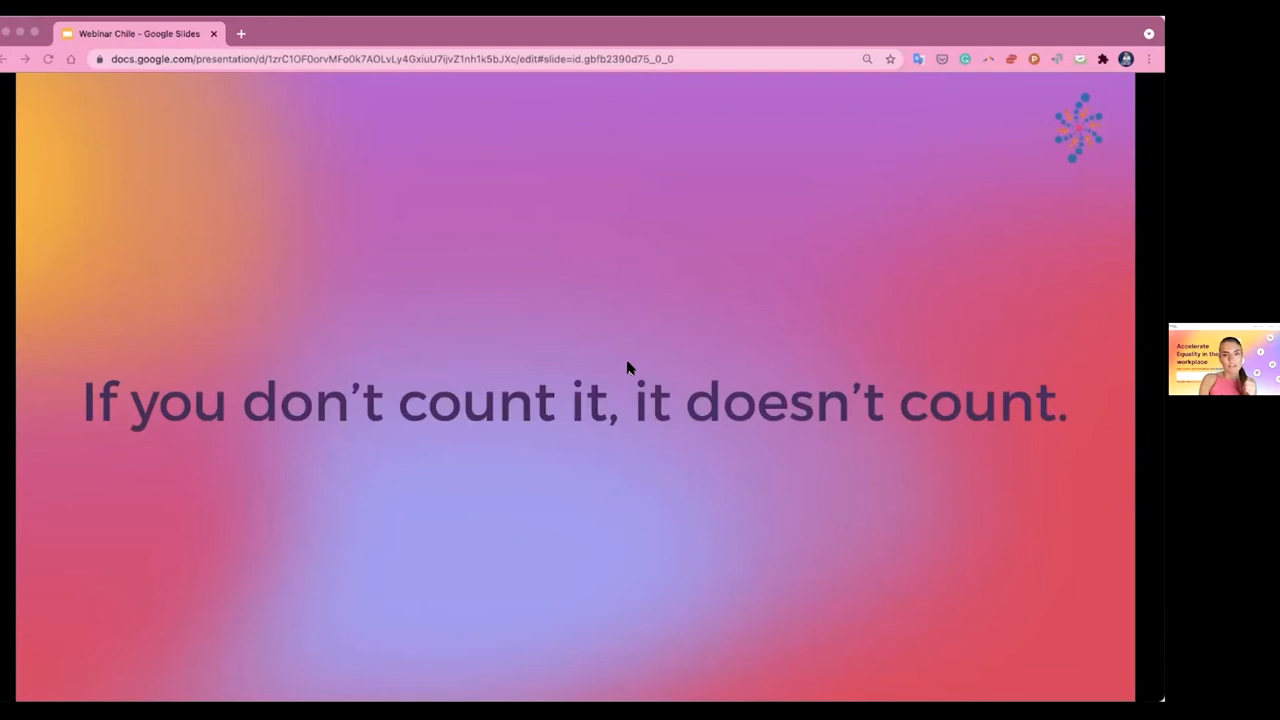 Webinar Chile - Google Slides
docs.google.com/presentation/d/1zrC1OF0orvMFo0k7AOLvLy4GxiuU7ijvZ1nh1k5bJXc/edit#slide=id.gbfb2390d75_0_0
If you don’t count it, it doesn’t count.
Accelerate
Equality in the
workplace